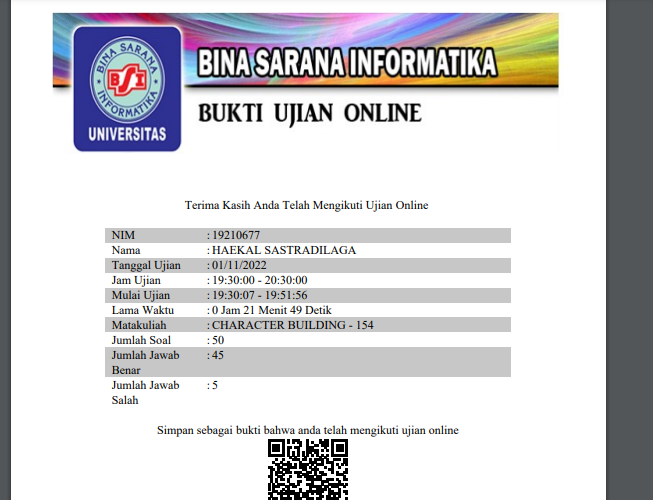 BINA SARANA
BSI
INFORMATIKA
UNIVERSITAS
BINA SARANA INFORMATIKA
BUKTI UJIAN ONLINE
Terima Kasih Anda Telah Mengikuti Ujian Online
NIM : 19210677
Nama : HAEKAL SASTRADILAGA
Tanggal Ujian : 01/11/2022
Jam Ujian : 19:30:00 - 20:30:00
Mulai Ujian : 19:30:07 - 19:51:56
Lama Waktu : 0 Jam 21 Menit 49 Detik
Matakuliah : CHARACTER BUILDING - 154
Jumlah Soal : 50
Jumlah Jawab : 45
Benar
Jumlah Jawab : 5
Salah
Simpan sebagai bukti bahwa anda telah mengikuti ujian online